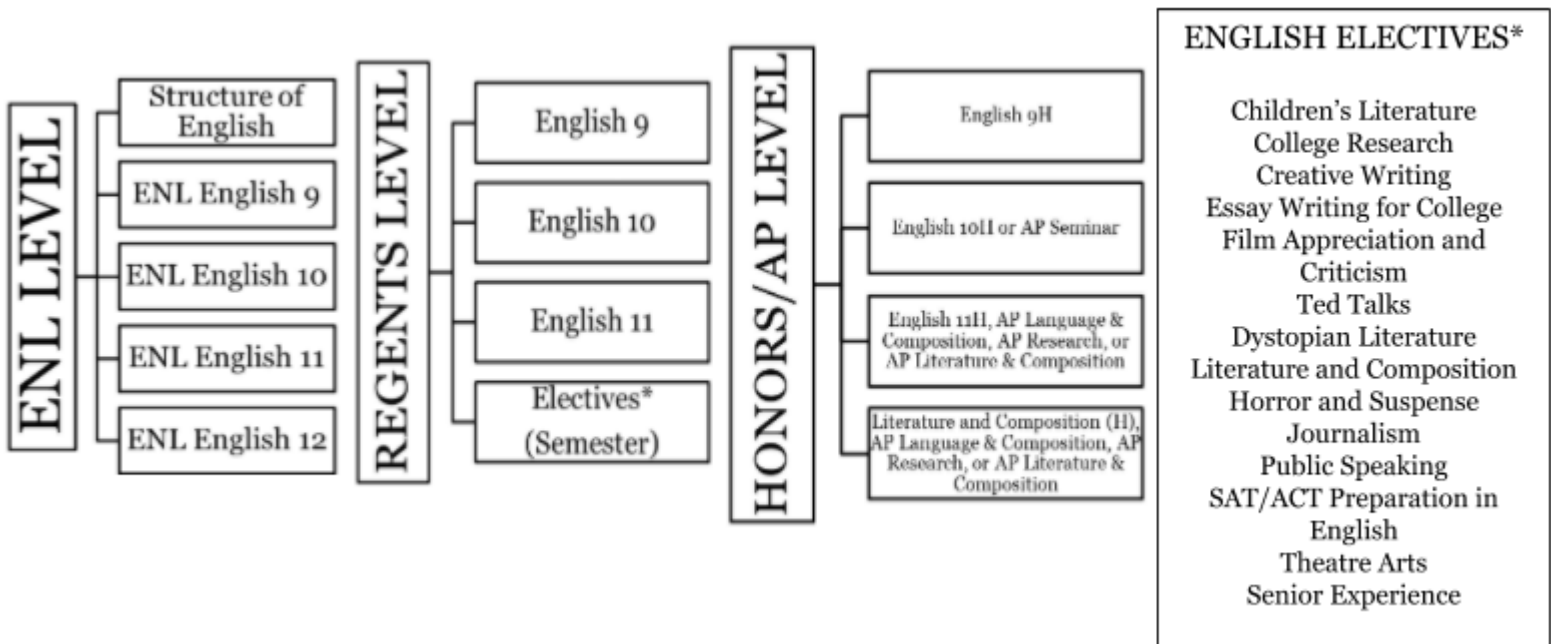 ENL LEVEL
Structure of
English
ENL English 9
ENL English 10
ENL English 11
ENL English 12
REGENTS LEVEL
English 9
English 10
English 11
Electives*
(Semester)
HONORS/AP LEVEL
English 9H
English 10H or AP Seminar
English 11H, AP Language &
Composition, AP Research, or
AP Literature & Composition
Literature and Composition (H),
AP Language & Composition, AP
Research, or AP Literature &
Composition
ENGLISH ELECTIVES*
Children's Literature
College Research
Creative Writing
Essay Writing for College
Film Appreciation and
Criticism
Ted Talks
Dystopian Literature
Literature and Composition
Horror and Suspense
Journalism
Public Speaking
SAT/ACT Preparation in
English
Theatre Arts
Senior Experience